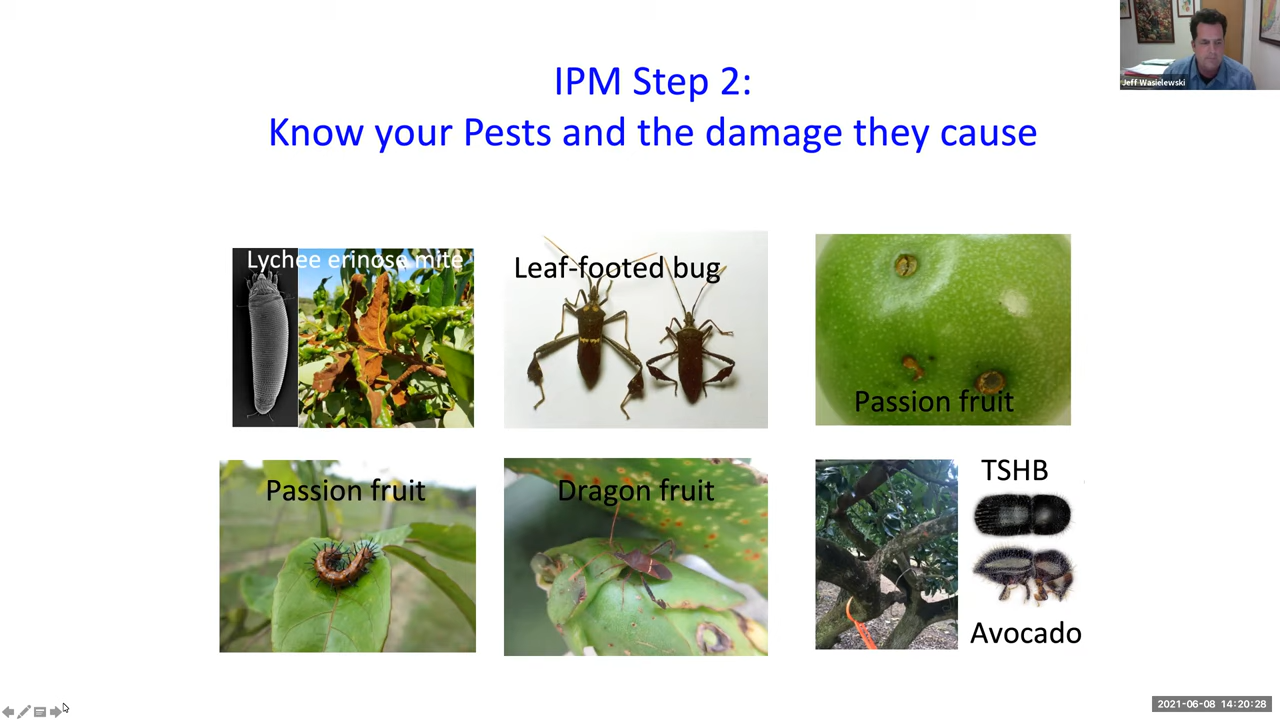 Jeff Wasielewski
IPM Step 2:
Know your Pests and the damage they cause
Lychee erinose mite
Leaf-footed bug
Passion fruit
Passion fruit
Dragon fruit
TSHB
Avocado
2021-06-08 14:20:28